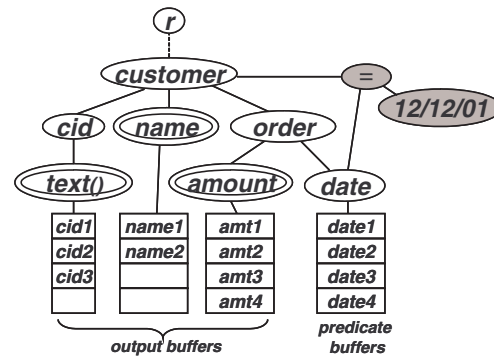 r
customer
=
12/12/01
cid
name
order
text()
amount
date
cid1
name1
amt1
date1
cid2
name2
amt2
date2
cid3
amt3
date3
amt4
date4
output buffers
predicate
buffers